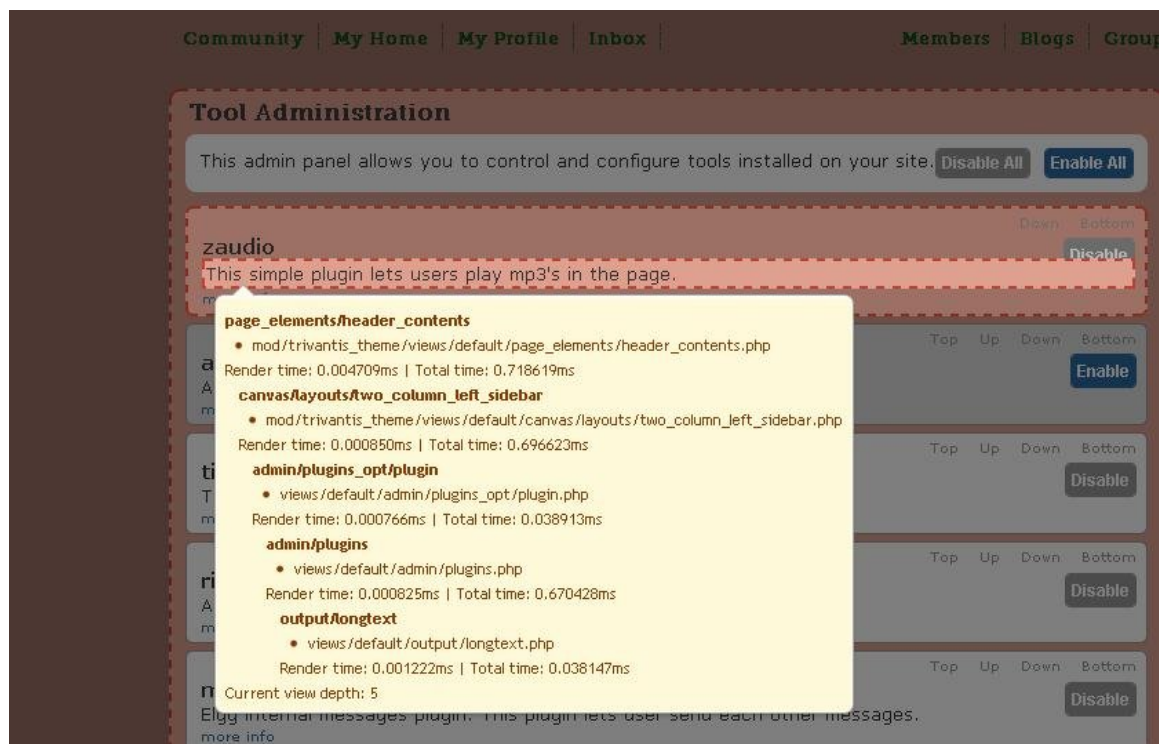 Community My Home My Profile Inbox Members Blogs Group
Tool Administration
This admin panel allows you to control and configure tools installed on your site. Disable All Enable All
Down Bottom
zaudio
Disable
This simple plugin lets users play mp3's in the page.
page_elements/header_contents
mod/trivantis_theme/views/default/page_elements/header_contents.php
Render time: 0.004709ms | Total time: 0.718619ms
canvas/layouts/two_column_left_sidebar
mod/trivantis_theme/views/default/canvas/layouts/two_column_left_sidebar.php
Render time: 0.000850ms | Total time: 0.696623ms
admin/plugins_opt/plugin
views/default/admin/plugins_opt/plugin.php
Render time: 0.000766ms | Total time: 0.038913ms
admin/plugins
views/default/admin/plugins.php
Render time: 0.000825ms | Total time: 0.670428ms
output/longtext
views/default/output/longtext.php
Render time: 0.001222ms | Total time: 0.038147ms
Current view depth: 5
Top Up Down Bottom
Enable
Top Up Down Bottom
Disable
Top Up Down Bottom
Disable
Top Up Down Bottom
Disable
Elgg internal messages plugin. This plugin lets user send each other messages.
more info